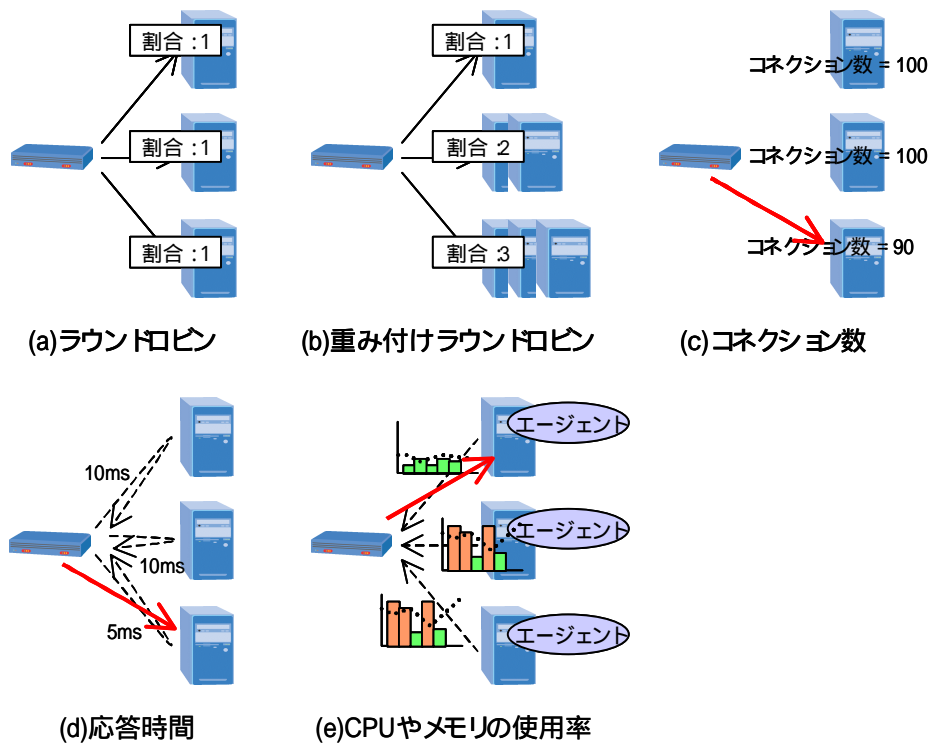 割合:1
割合:1
割合:1
(a)ラウンドロビン
割合:1
割合:2
割合:3
(b)重み付けラウンドロビン
コネクション数 = 100
コネクション数 = 100
コネクション数 = 90
(c)コネクション数
10ms
10ms
5ms
(d)応答時間
エージェント
エージェント
エージェント
(e)CPUやメモリの使用率